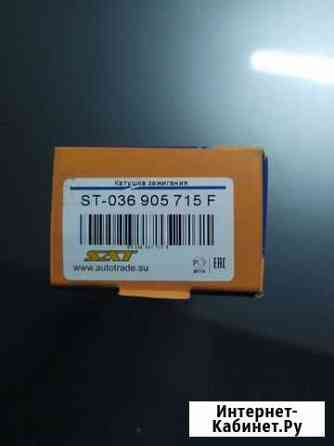 Катушка зажигания
ST-036 905 715 F
SAT
www.autotrade.su
EAC
Интернет-
Кабинет.Ру